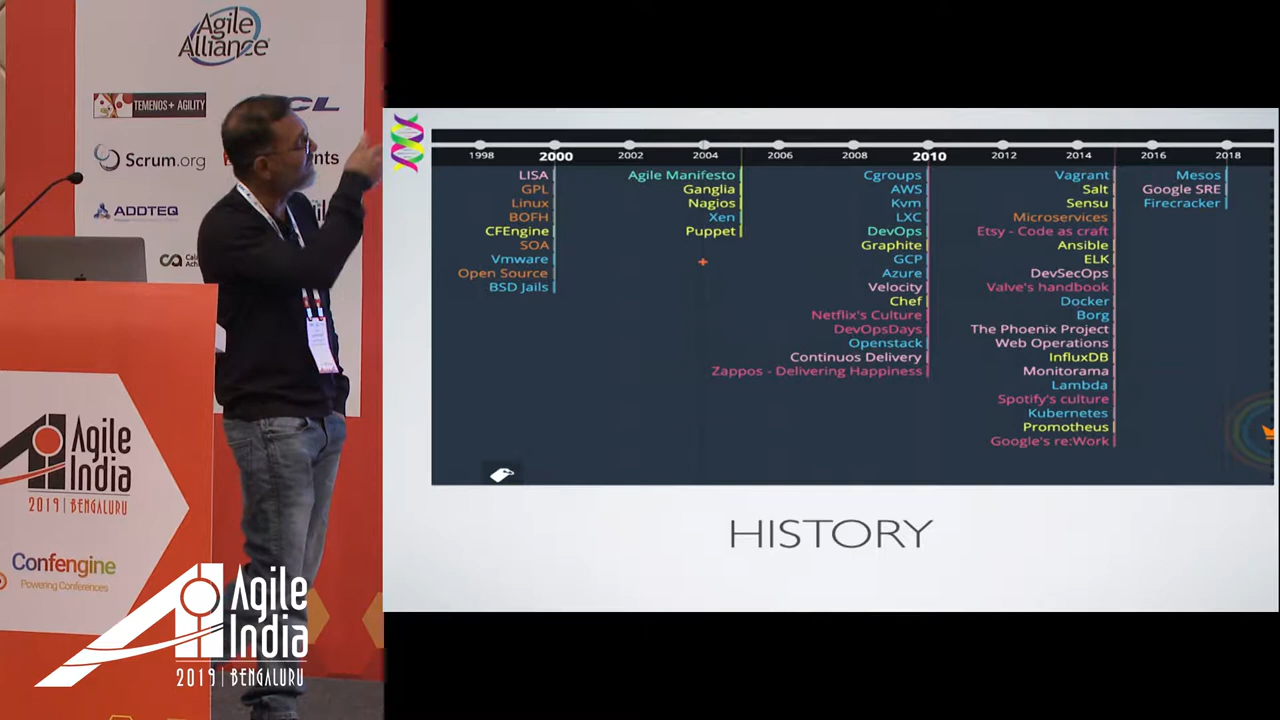 Agile
Alliance
TEMENOS+ AGILITY
CL
Scrum.org
nts
ADDTEQ
Agile
India
2019 | BENGALURU
Confengine
Powering Conferences
Agile
India
2019 | BENGALURU
1998
2000
2002
2004
2006
2008
2010
2012
2014
2016
2018
LISA
GPL
Linux
BOFH
CFEngine
SOA
Vmware
Open Source
BSD Jails
Agile Manifesto
Ganglia
Nagios
Xen
Puppet
Cgroups
AWS
Kvm
LXC
DevOps
Graphite
GCP
Azure
Velocity
Chef
Netflix's Culture
DevOpsDays
Openstack
Continuos Delivery
Zappos - Delivering Happiness
Vagrant
Salt
Sensu
Microservices
Etsy - Code as craft
Ansible
ELK
DevSecOps
Valve's handbook
Docker
Borg
The Phoenix Project
Web Operations
InfluxDB
Monitorama
Lambda
Spotify's culture
Kubernetes
Promotheus
Google's re:Work
Mesos
Google SRE
Firecracker
HISTORY